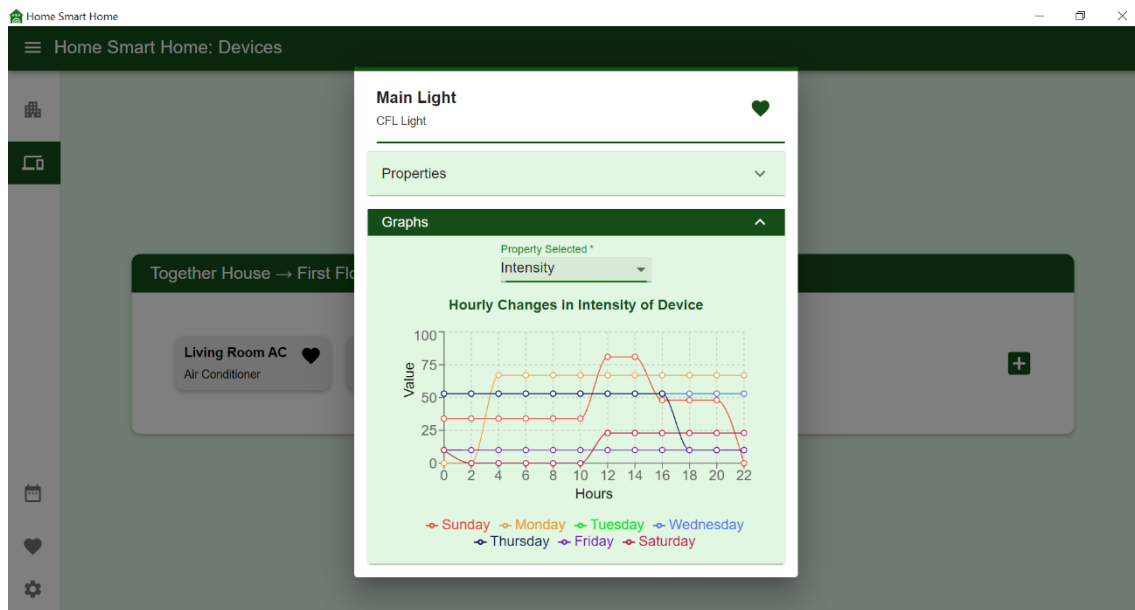 Home Smart Home
Home Smart Home: Devices
Main Light
CFL Light
Properties
Graphs
Property Selected *
Intensity
Together House → First Flo
Living Room AC
Air Conditioner
Hourly Changes in Intensity of Device
Value
100
75
50
25
0
0 2 4 6 8 10 12 14 16 18 20 22
Hours
Sunday Monday Tuesday Wednesday
Thursday Friday Saturday